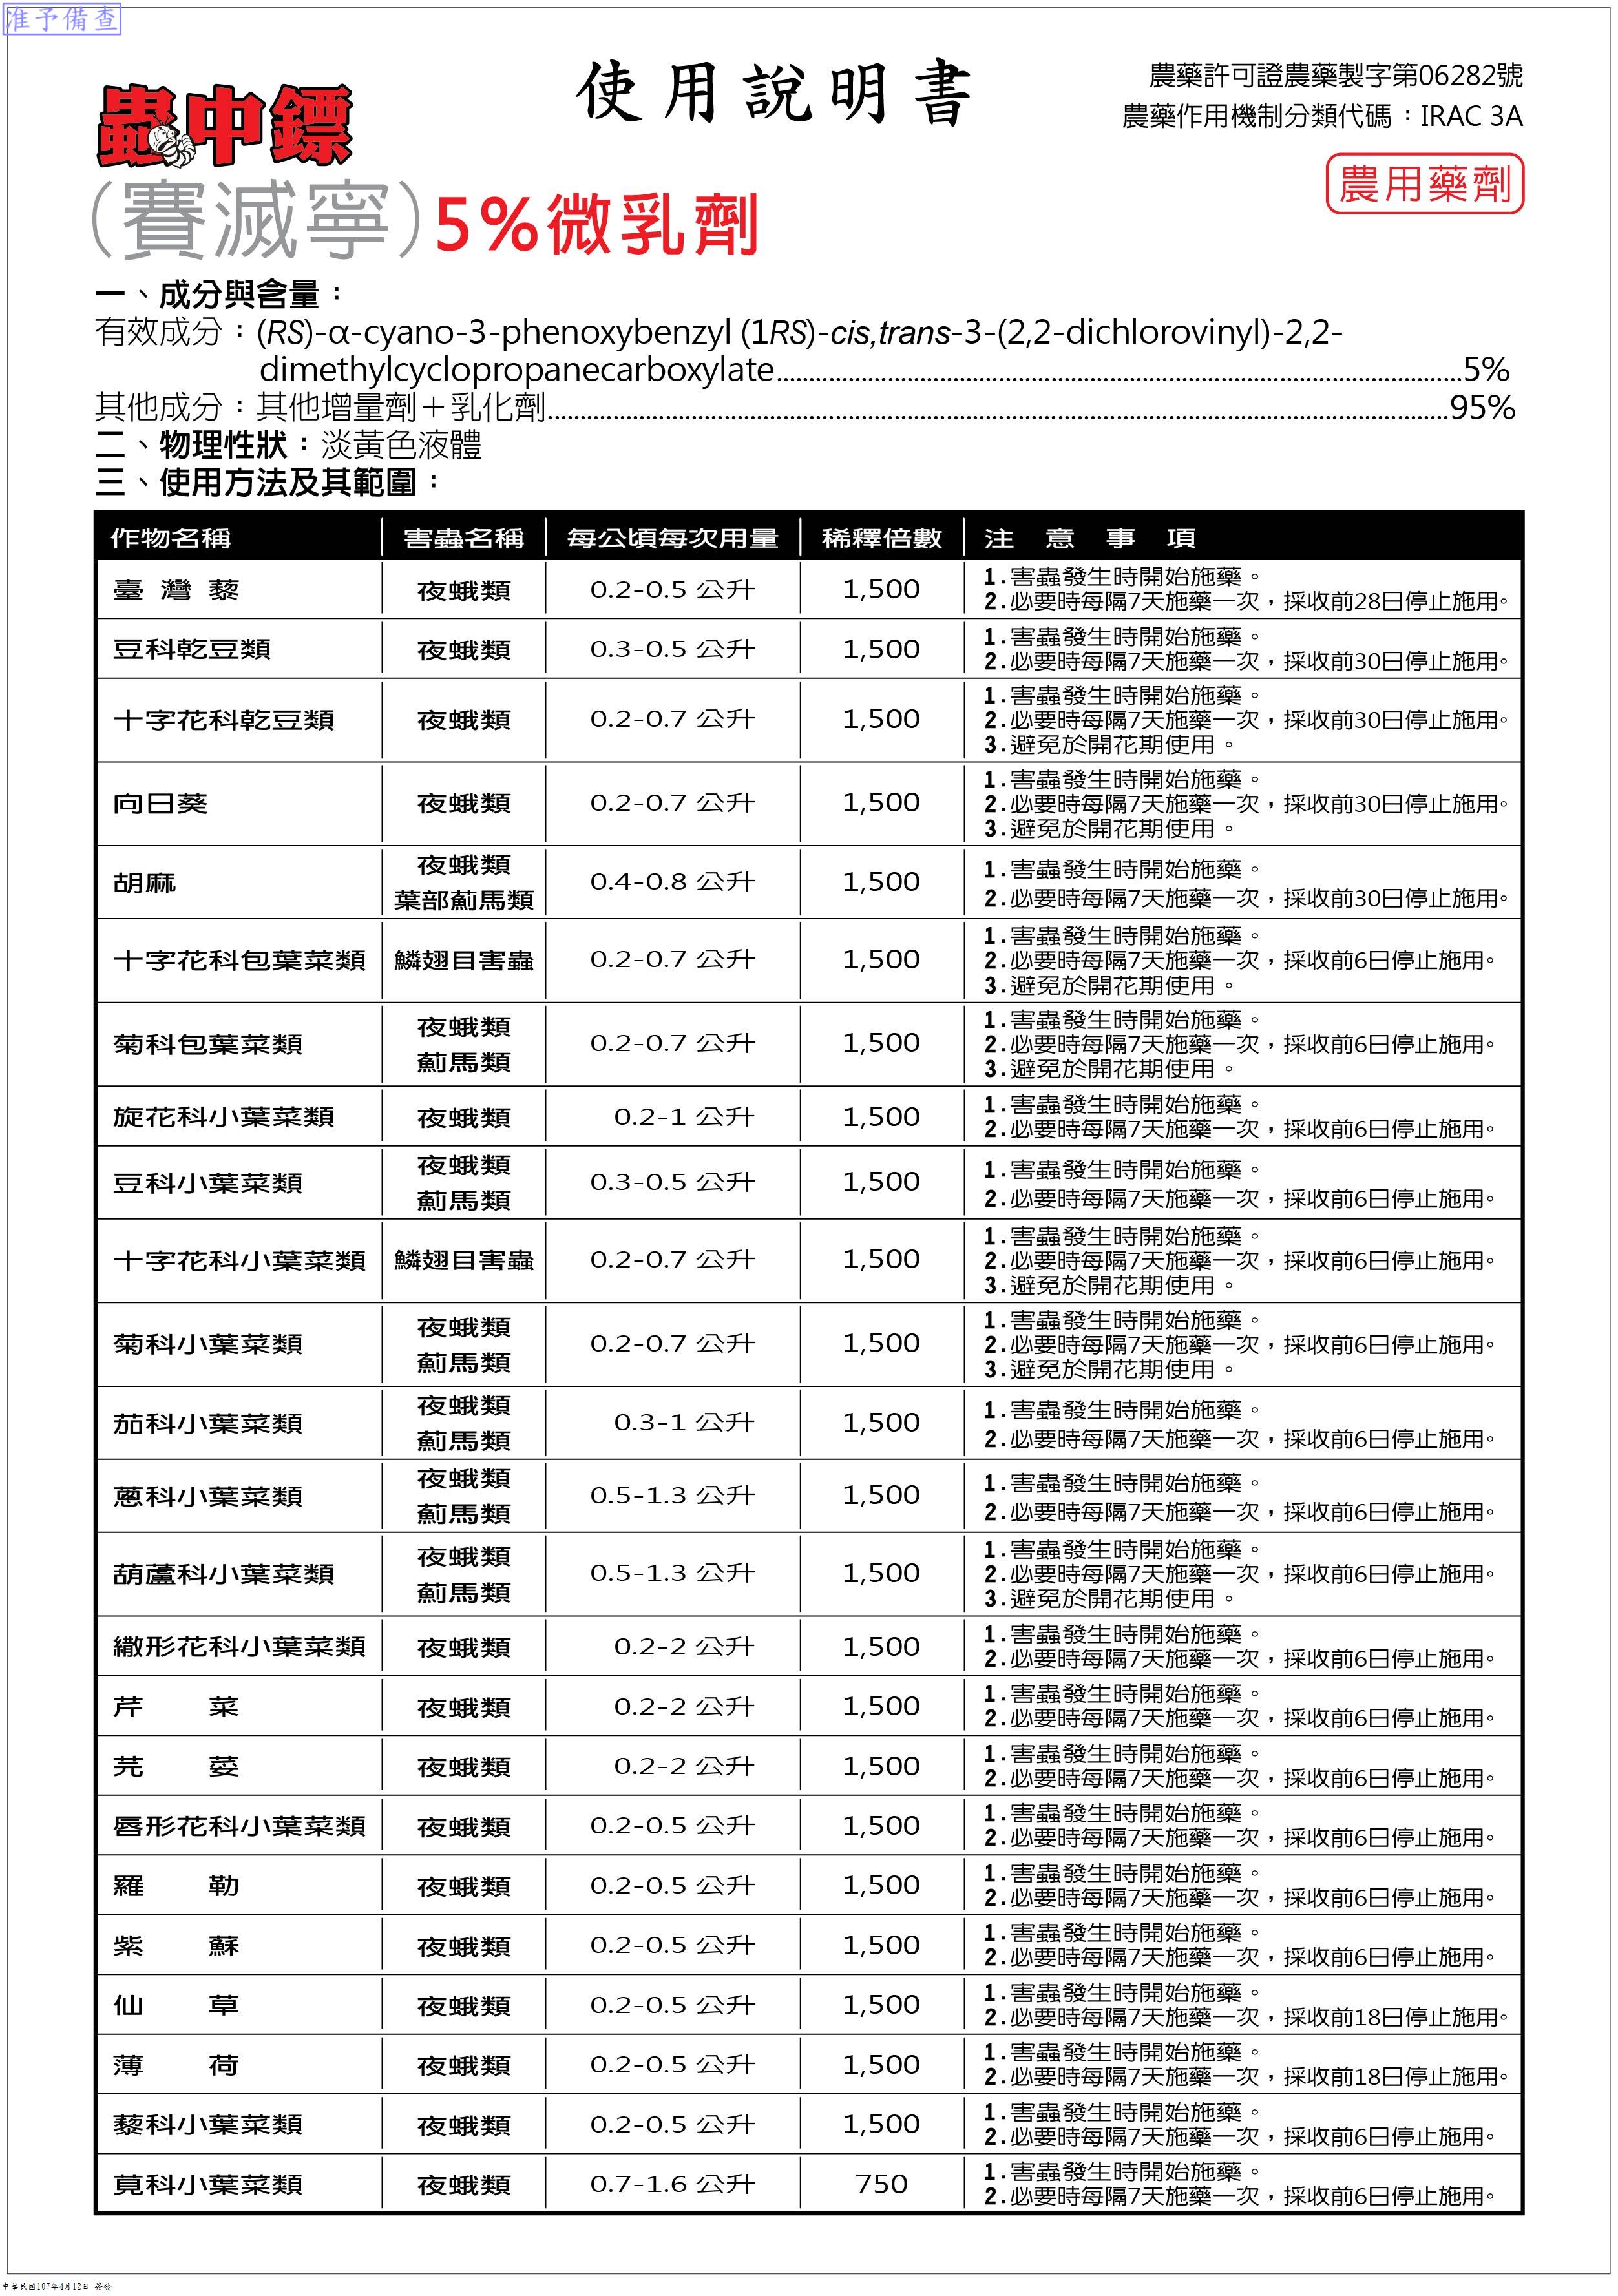 准予備查
使用說明書
農藥許可證農藥製字第06282號
農藥作用機制分類代碼：IRAC 3A
蟲中鏢
農用藥劑
(賽滅寧)5%微乳劑
一、成分與含量：
有效成分：(RS)-α-cyano-3-phenoxybenzyl (1RS)-cis,trans-3-(2,2-dichlorovinyl)-2,2-
dimethylcyclopropanecarboxylate.....5%
其他成分：其他增量劑＋乳化劑.....95%
二、物理性狀：淡黃色液體
三、使用方法及其範圍：
作物名稱 害蟲名稱 每公頃每次用量 稀釋倍數 注意事項
臺灣藜 夜蛾類 0.2-0.5 公升 1,500 1.害蟲發生時開始施藥。
2.必要時每隔7天施藥一次，採收前28日停止施用。
豆科乾豆類 夜蛾類 0.3-0.5 公升 1,500 1.害蟲發生時開始施藥。
2.必要時每隔7天施藥一次，採收前30日停止施用。
十字花科乾豆類 夜蛾類 0.2-0.7 公升 1,500 1.害蟲發生時開始施藥。
2.必要時每隔7天施藥一次，採收前30日停止施用。
3.避免於開花期使用。
向日葵 夜蛾類 0.2-0.7 公升 1,500 1.害蟲發生時開始施藥。
2.必要時每隔7天施藥一次，採收前30日停止施用。
3.避免於開花期使用。
胡麻 夜蛾類 葉部薊馬類 0.4-0.8 公升 1,500 1.害蟲發生時開始施藥。
2.必要時每隔7天施藥一次，採收前30日停止施用。
十字花科包葉菜類 鱗翅目害蟲 0.2-0.7 公升 1,500 1.害蟲發生時開始施藥。
2.必要時每隔7天施藥一次，採收前6日停止施用。
3.避免於開花期使用。
菊科包葉菜類 夜蛾類 薊馬類 0.2-0.7 公升 1,500 1.害蟲發生時開始施藥。
2.必要時每隔7天施藥一次，採收前6日停止施用。
3.避免於開花期使用。
旋花科小葉菜類 夜蛾類 0.2-1 公升 1,500 1.害蟲發生時開始施藥。
2.必要時每隔7天施藥一次，採收前6日停止施用。
豆科小葉菜類 夜蛾類 薊馬類 0.3-0.5 公升 1,500 1.害蟲發生時開始施藥。
2.必要時每隔7天施藥一次，採收前6日停止施用。
十字花科小葉菜類 鱗翅目害蟲 0.2-0.7 公升 1,500 1.害蟲發生時開始施藥。
2.必要時每隔7天施藥一次，採收前6日停止施用。
3.避免於開花期使用。
菊科小葉菜類 夜蛾類 薊馬類 0.2-0.7 公升 1,500 1.害蟲發生時開始施藥。
2.必要時每隔7天施藥一次，採收前6日停止施用。
3.避免於開花期使用。
茄科小葉菜類 夜蛾類 薊馬類 0.3-1 公升 1,500 1.害蟲發生時開始施藥。
2.必要時每隔7天施藥一次，採收前6日停止施用。
蔥科小葉菜類 夜蛾類 薊馬類 0.5-1.3 公升 1,500 1.害蟲發生時開始施藥。
2.必要時每隔7天施藥一次，採收前6日停止施用。
葫蘆科小葉菜類 夜蛾類 薊馬類 0.5-1.3 公升 1,500 1.害蟲發生時開始施藥。
2.必要時每隔7天施藥一次，採收前6日停止施用。
3.避免於開花期使用。
繖形花科小葉菜類 夜蛾類 0.2-2 公升 1,500 1.害蟲發生時開始施藥。
2.必要時每隔7天施藥一次，採收前6日停止施用。
芹菜 夜蛾類 0.2-2 公升 1,500 1.害蟲發生時開始施藥。
2.必要時每隔7天施藥一次，採收前6日停止施用。
芫荽 夜蛾類 0.2-2 公升 1,500 1.害蟲發生時開始施藥。
2.必要時每隔7天施藥一次，採收前6日停止施用。
唇形花科小葉菜類 夜蛾類 0.2-0.5 公升 1,500 1.害蟲發生時開始施藥。
2.必要時每隔7天施藥一次，採收前6日停止施用。
羅勒 夜蛾類 0.2-0.5 公升 1,500 1.害蟲發生時開始施藥。
2.必要時每隔7天施藥一次，採收前6日停止施用。
紫蘇 夜蛾類 0.2-0.5 公升 1,500 1.害蟲發生時開始施藥。
2.必要時每隔7天施藥一次，採收前6日停止施用。
仙草 夜蛾類 0.2-0.5 公升 1,500 1.害蟲發生時開始施藥。
2.必要時每隔7天施藥一次，採收前18日停止施用。
薄荷 夜蛾類 0.2-0.5 公升 1,500 1.害蟲發生時開始施藥。
2.必要時每隔7天施藥一次，採收前18日停止施用。
藜科小葉菜類 夜蛾類 0.2-0.5 公升 1,500 1.害蟲發生時開始施藥。
2.必要時每隔7天施藥一次，採收前6日停止施用。
莧科小葉菜類 夜蛾類 0.7-1.6 公升 750 1.害蟲發生時開始施藥。
2.必要時每隔7天施藥一次，採收前6日停止施用。
中華民國107年4月12日 簽發